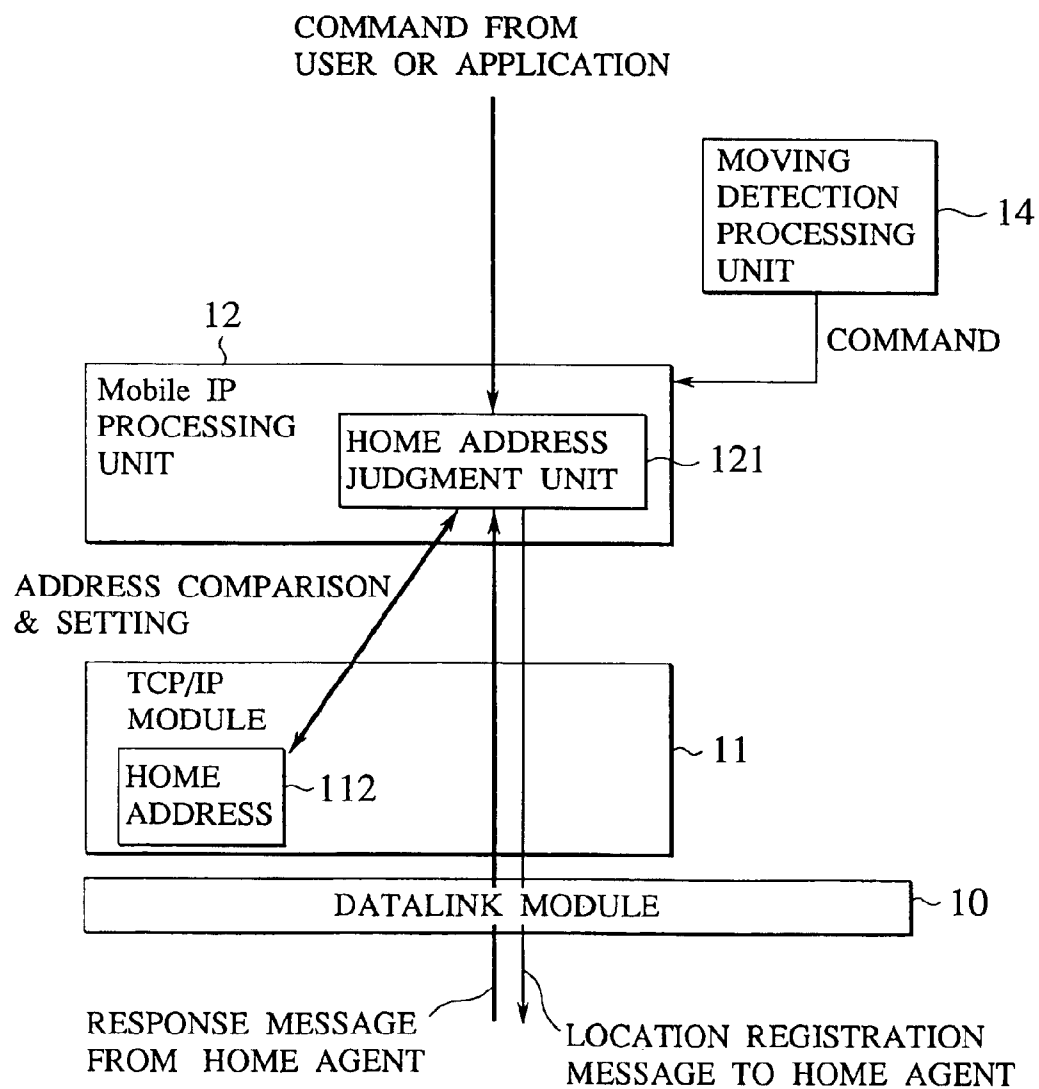 COMMAND FROM
USER OR APPLICATION
MOVING
DETECTION
PROCESSING
UNIT
14
COMMAND
12
Mobile IP
PROCESSING
UNIT
HOME ADDRESS
JUDGMENT UNIT
121
ADDRESS COMPARISON
& SETTING
TCP/IP
MODULE
HOME
ADDRESS
112
11
DATALINK MODULE
10
RESPONSE MESSAGE
FROM HOME AGENT
LOCATION REGISTRATION
MESSAGE TO HOME AGENT